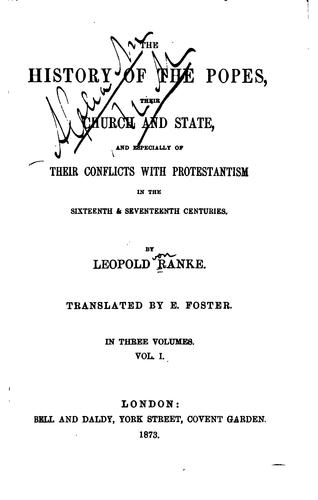 THE
HISTORY OF THE POPES,
THEIR
CHURCH AND STATE,
AND ESPECIALLY OF
THEIR CONFLICTS WITH PROTESTANTISM
IN THE
SIXTEENTH & SEVENTEENTH CENTURIES.
BY
von
LEOPOLD RANKE.
TRANSLATED BY E. FOSTER.
IN THREE VOLUMES.
VOL. I.
LONDON:
BELL AND DALDY, YORK STREET, COVENT GARDEN.
1873.